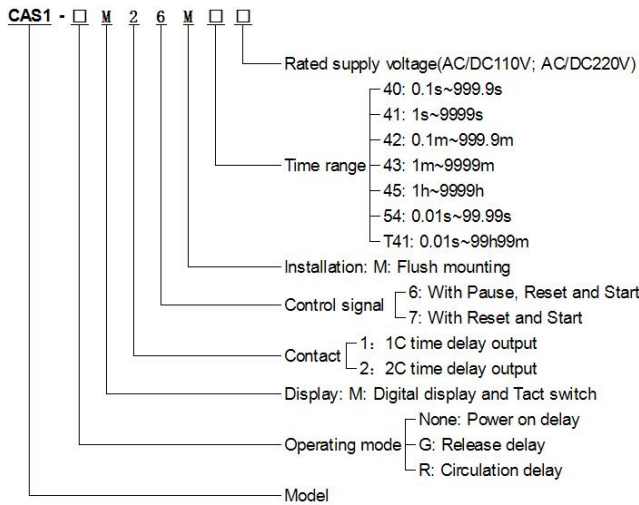 CAS1 - □ M 2 6 M □ □
Rated supply voltage(AC/DC110V; AC/DC220V)
40: 0.1s~999.9s
41: 1s~9999s
42: 0.1m~999.9m
Time range
43: 1m~9999m
45: 1h~9999h
54: 0.01s~99.99s
T41: 0.01s~99h99m
Installation: M: Flush mounting
Control signal
6: With Pause, Reset and Start
7: With Reset and Start
Contact
1: 1C time delay output
2: 2C time delay output
Display: M: Digital display and Tact switch
Operating mode
None: Power on delay
G: Release delay
R: Circulation delay
Model